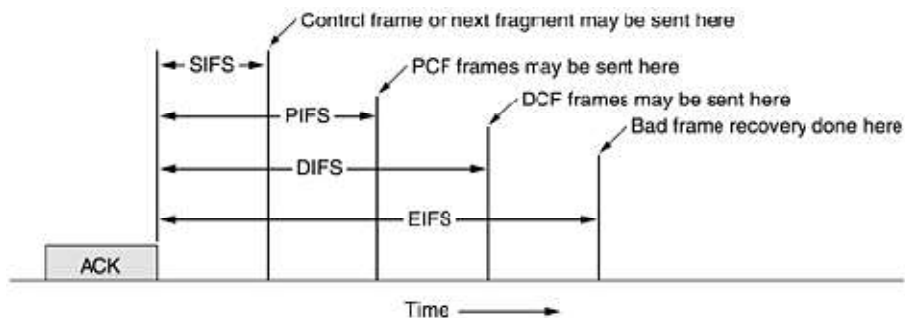 Control frame or next fragment may be sent here
SIFS
PCF frames may be sent here
PIFS
DCF frames may be sent here
DIFS
Bad frame recovery done here
EIFS
ACK
Time